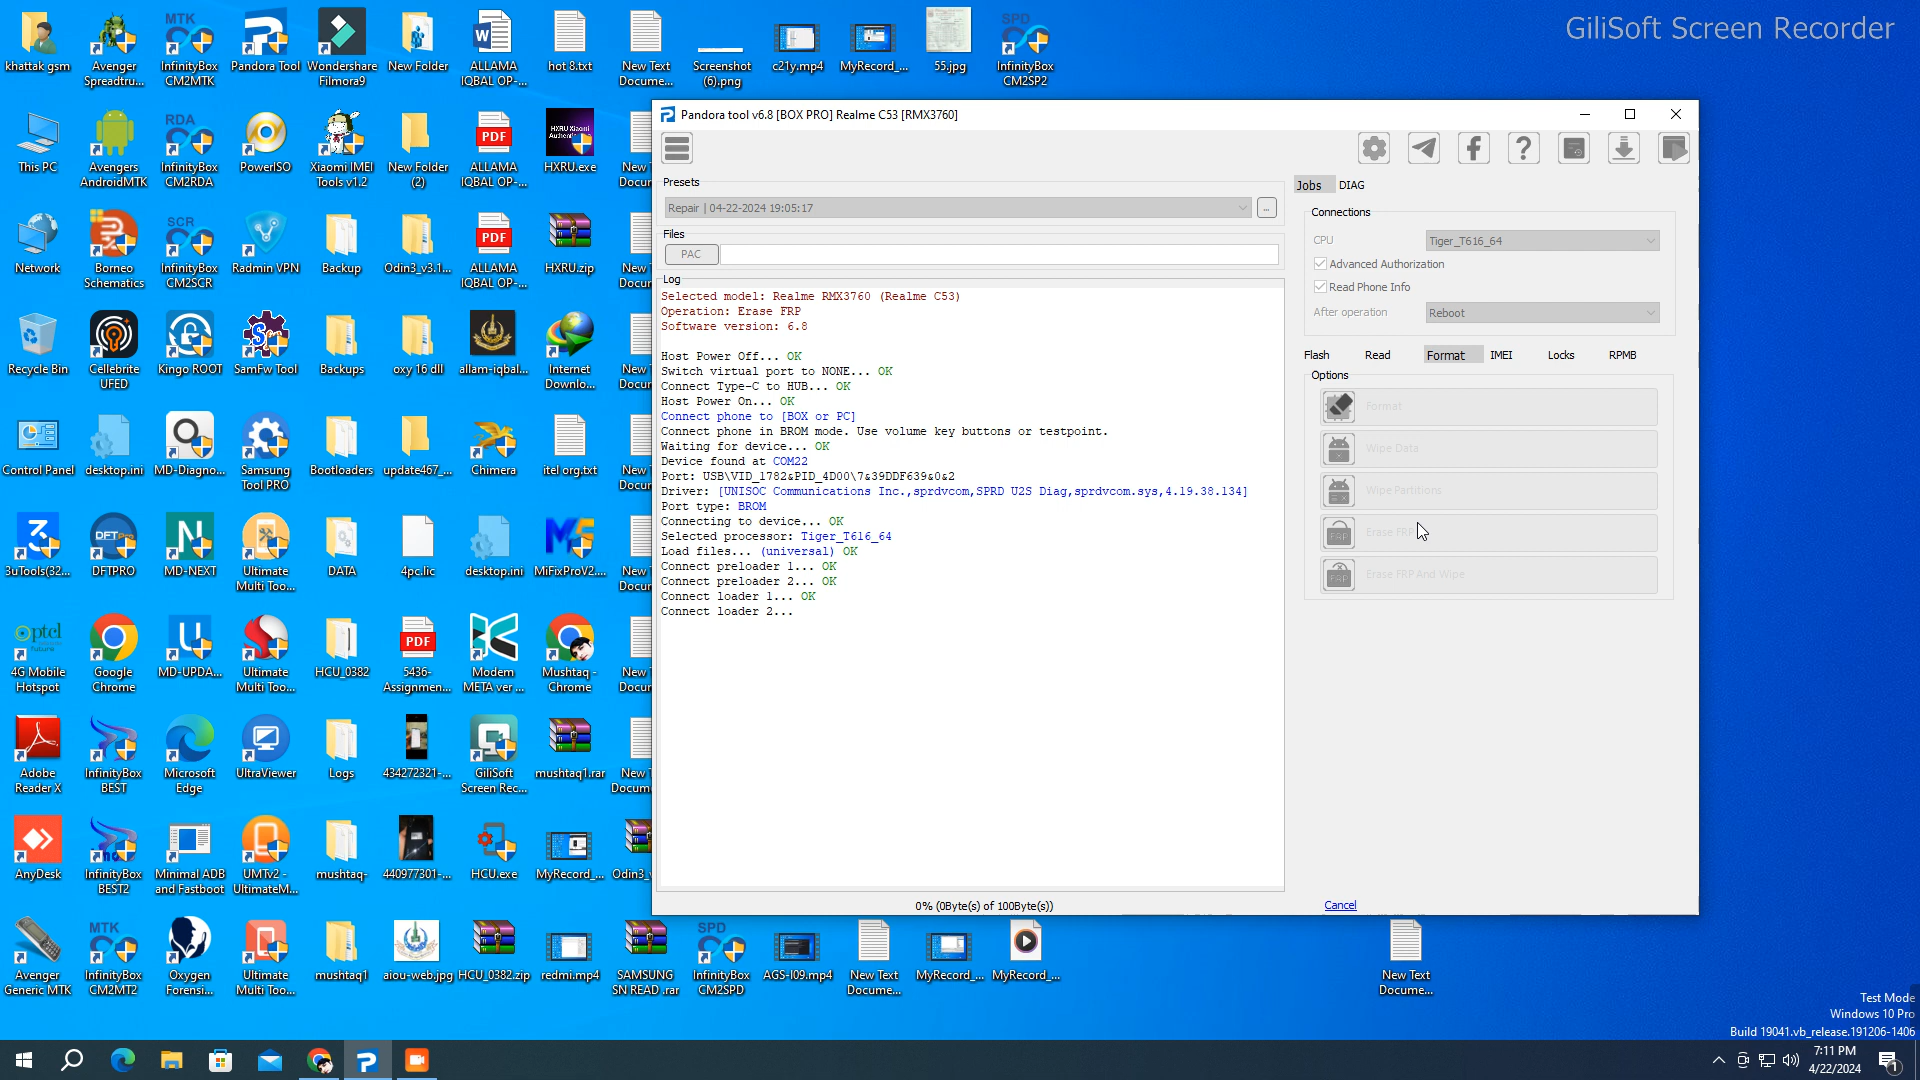 GiliSoft Screen Recorder
khattak gsm
Avenger Spreadtru...
InfinityBox CM2MTK
Pandora Tool
Wondershare Filmora9
New Folder
ALLAMA IQBAL OP-...
hot 8.txt
New Text Docume...
Screenshot (6).png
c21y.mp4
MyRecord_...
55.jpg
InfinityBox CM2SP2
This PC
Avengers AndroidMTK
InfinityBox CM2RDA
PowerISO
Xiaomi IMEI Tools v1.2
New Folder (2)
ALLAMA IQBAL OP-...
HXRU.exe
Network
Borneo Schematics
InfinityBox CM2SCR
Radmin VPN
Backup
Odin3_v3.1...
ALLAMA IQBAL OP-...
HXRU.zip
Recycle Bin
Cellebrite UFED
Kingo ROOT
SamFw Tool
Backups
oxy 16 dll
allam-iqbal...
Internet Downlo...
Control Panel
desktop.ini
MD-Diagno...
Samsung Tool PRO
Bootloaders
update467_...
Chimera
itel org.txt
3uTools(32...
DFTPRO
MD-NEXT
Ultimate Multi Too...
DATA
4pc.lic
desktop.ini
MiFixProV2....
4G Mobile Hotspot
Google Chrome
MD-UPDA...
Ultimate Multi Too...
HCU_0382
5436-Assignmen...
Modem META ver ...
Mushtaq - Chrome
Adobe Reader X
InfinityBox BEST
Microsoft Edge
UltraViewer
Logs
434272321-...
GiliSoft Screen Rec...
mushtaq1.rar
AnyDesk
InfinityBox BEST2
Minimal ADB and Fastboot
UMTv2 - UltimateM...
mushtaq-
440977301-...
HCU.exe
MyRecord_...
Avenger Generic MTK
InfinityBox CM2MT2
Oxygen Forensi...
Ultimate Multi Too...
mushtaq1
aiou-web.jpg
HCU_0382.zip
redmi.mp4
SAMSUNG SN READ .rar
InfinityBox CM2SPD
AGS-I09.mp4
New Text Docume...
MyRecord_...
MyRecord_...
New Text Docume...
Pandora tool v6.8 [BOX PRO] Realme C53 [RMX3760]
Presets
Repair | 04-22-2024 19:05:17
...
Files
PAC
Log
Selected model: Realme RMX3760 (Realme C53)
Operation: Erase FRP
Software version: 6.8
Host Power Off... OK
Switch virtual port to NONE... OK
Connect Type-C to HUB... OK
Host Power On... OK
Connect phone to [BOX or PC]
Connect phone in BROM mode. Use volume key buttons or testpoint.
Waiting for device... OK
Device found at COM22
Port: USB\VID_1782&PID_4D00\7&39DDF639&0&2
Driver: [UNISOC Communications Inc.,sprdvcom,SPRD U2S Diag,sprdvcom.sys,4.19.38.134]
Port type: BROM
Connecting to device... OK
Selected processor: Tiger_T616_64
Load files... (universal) OK
Connect preloader 1... OK
Connect preloader 2... OK
Connect loader 1... OK
Connect loader 2...
0% (0Byte(s) of 100Byte(s))
Jobs DIAG
Connections
CPU Tiger_T616_64
Advanced Authorization
Read Phone Info
After operation Reboot
Flash Read Format IMEI Locks RPMB
Options
Format
Wipe Data
Wipe Partitions
Erase FRP
Erase FRP And Wipe
Cancel
Test Mode
Windows 10 Pro
Build 19041.vb_release.191206-1406
7:11 PM
4/22/2024
1